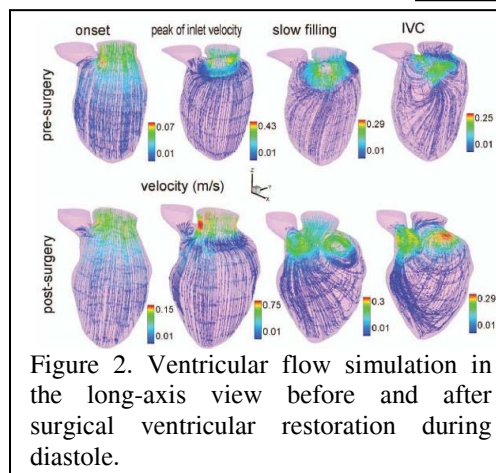 onset peak of inlet velocity slow filling IVC
pre-surgery
0.07 0.43 0.29 0.25
0.01 0.01 0.01 0.01
velocity (m/s)
Z
Y
X
post-surgery
0.15 0.75 0.3 0.29
0.01 0.01 0.01 0.01
Figure 2. Ventricular flow simulation in
the long-axis view before and after
surgical ventricular restoration during
diastole.